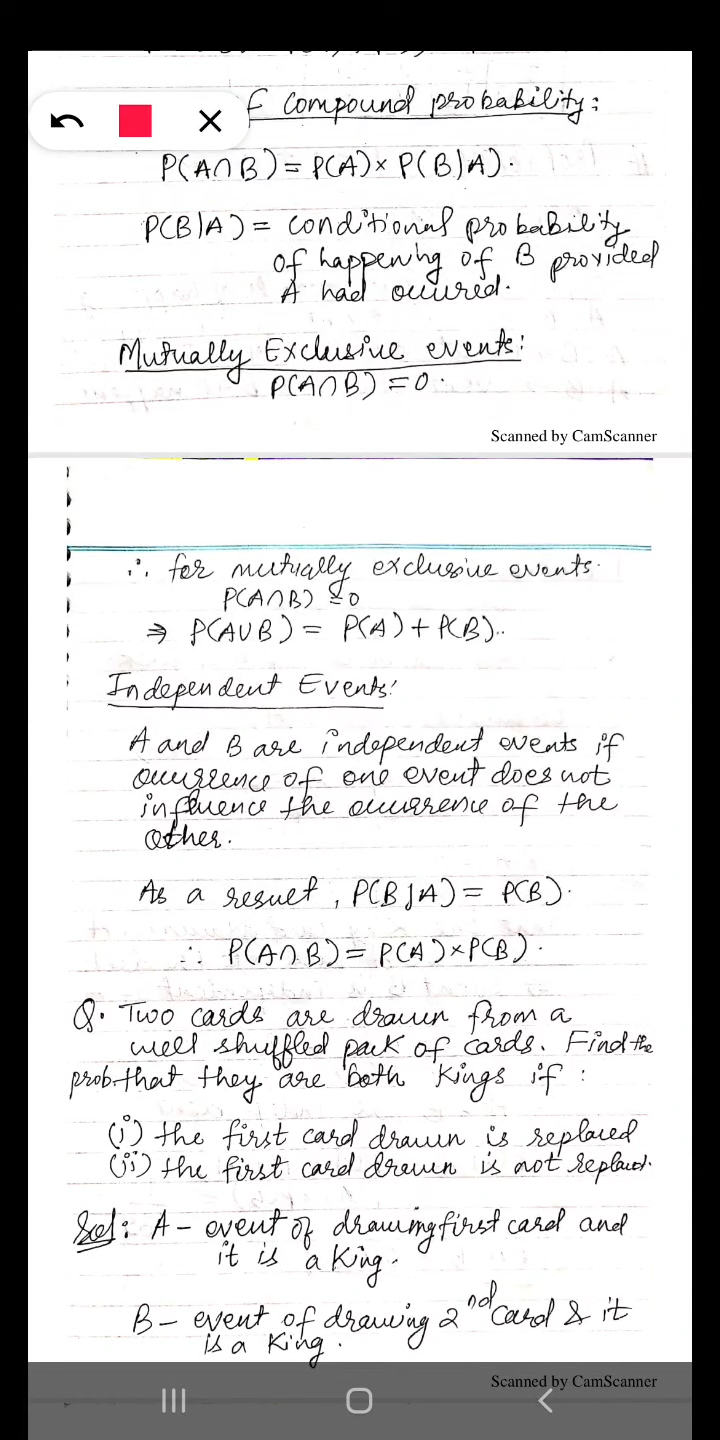 F compound probability:
P(A∩B) = P(A) × P(B|A).
P(B|A) = conditional probability
of happening of B provided
A had occured.
Mutually Exclusive events:
P(A∩B) = 0.
Scanned by CamScanner
∴ for mutually exclusive events.
P(A∩B) = 0
⇒ P(A∪B) = P(A) + P(B)..
Independent Events:
A and B are independent events if
occurrence of one event does not
influence the occurrence of the
other.
As a result, P(B|A) = P(B).
∴ P(A∩B) = P(A) × P(B).
Q. Two cards are drawn from a
well shuffled pack of cards. Find the
prob. that they are both Kings if :
(i) the first card drawn is replaced
(ii) the first card drawn is not replaced.
Sol: A - event of drawing first card and
it is a King.
B - event of drawing 2nd card & it
is a King.
Scanned by CamScanner